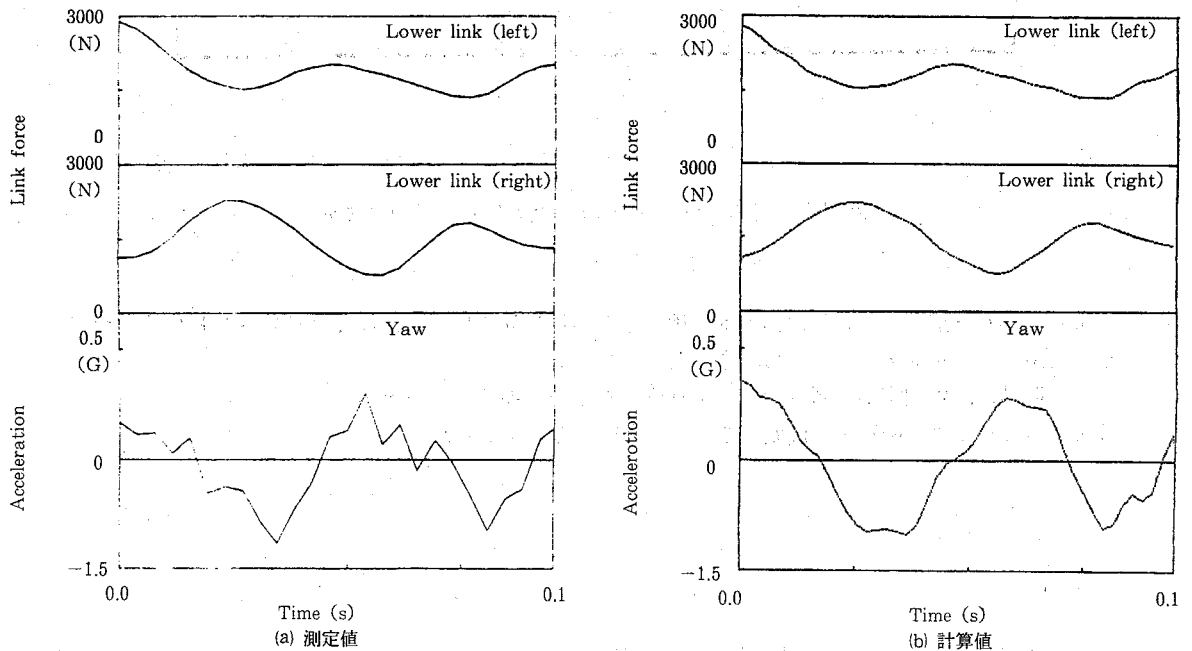 3000
(N)
Lower link (left)
Link force
0
3000
(N)
Lower link (right)
0
Yaw
0.5
(G)
Acceleration
0
−1.5
0.0
0.1
Time (s)
(a) 測定値
3000
(N)
Lower link (left)
Link force
0
3000
(N)
Lower link (right)
0
Yaw
0.5
(G)
Acceleration
0
−1.5
0.0
0.1
Time (s)
(b) 計算値